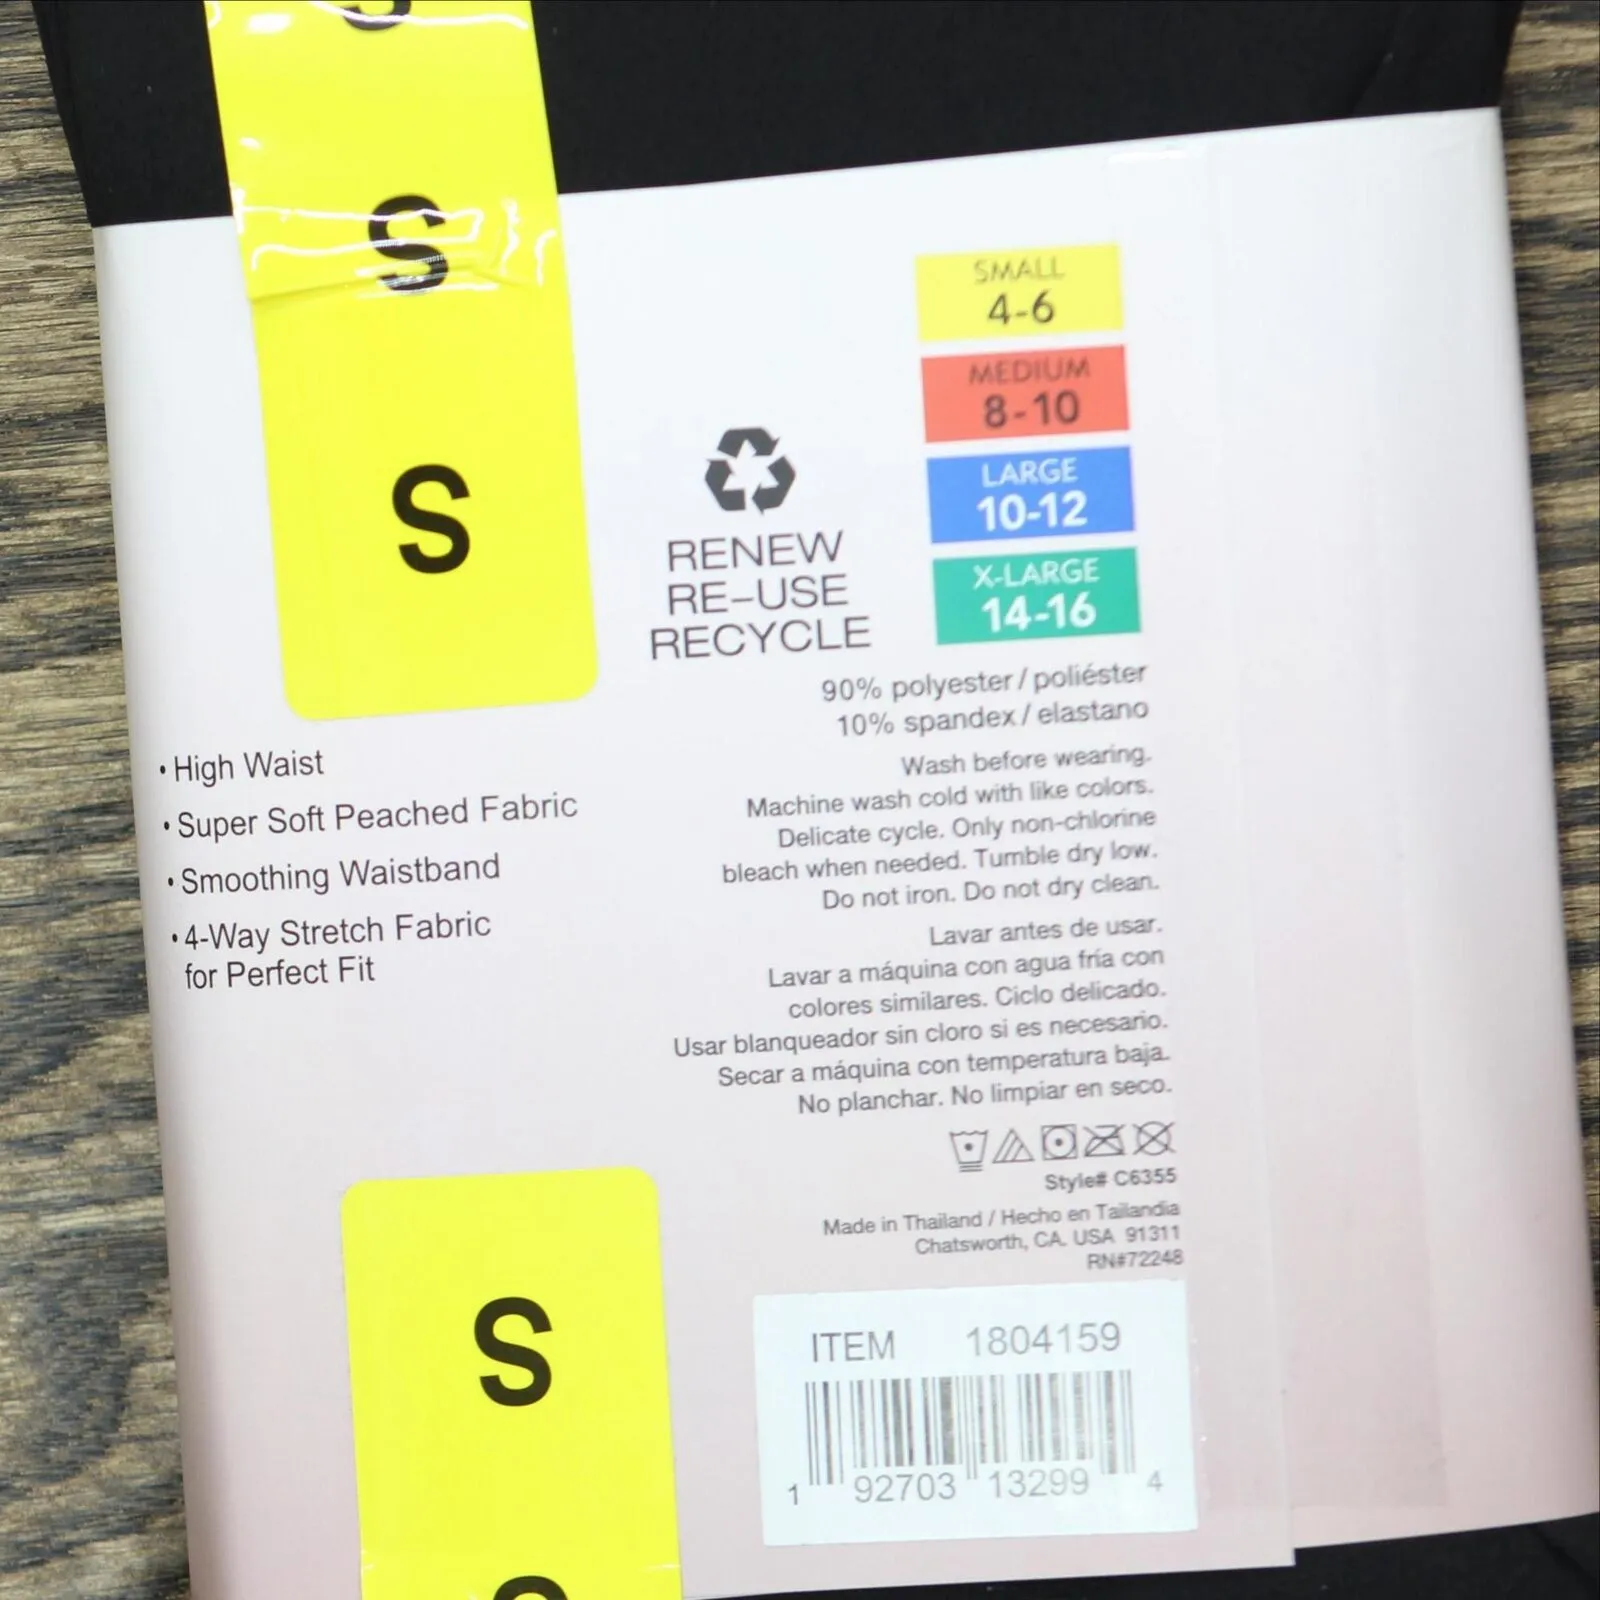 S
S
S
SMALL
4-6
MEDIUM
8-10
LARGE
10-12
X-LARGE
14-16
RENEW
RE-USE
RECYCLE
90% polyester / poliéster
10% spandex / elastano
• High Waist
• Super Soft Peached Fabric
• Smoothing Waistband
• 4-Way Stretch Fabric
for Perfect Fit
Wash before wearing.
Machine wash cold with like colors.
Delicate cycle. Only non-chlorine
bleach when needed. Tumble dry low.
Do not iron. Do not dry clean.
Lavar antes de usar.
Lavar a máquina con agua fría con
colores similares. Ciclo delicado.
Usar blanqueador sin cloro si es necesario.
Secar a máquina con temperatura baja.
No planchar. No limpiar en seco.
Style# C6355
Made in Thailand / Hecho en Tailandia
Chatsworth, CA. USA 91311
RN#72248
S
ITEM 1804159
1 92703 13299 4
S